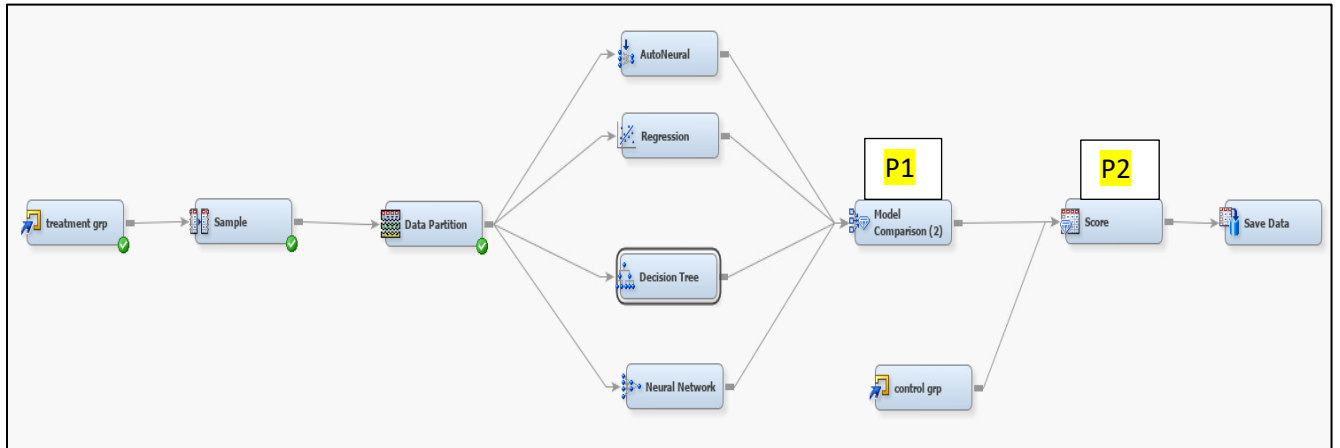 AutoNeural
Regression
P1
P2
treatment grp
Sample
Data Partition
Model
Comparison (2)
Score
Save Data
Decision Tree
Neural Network
control grp